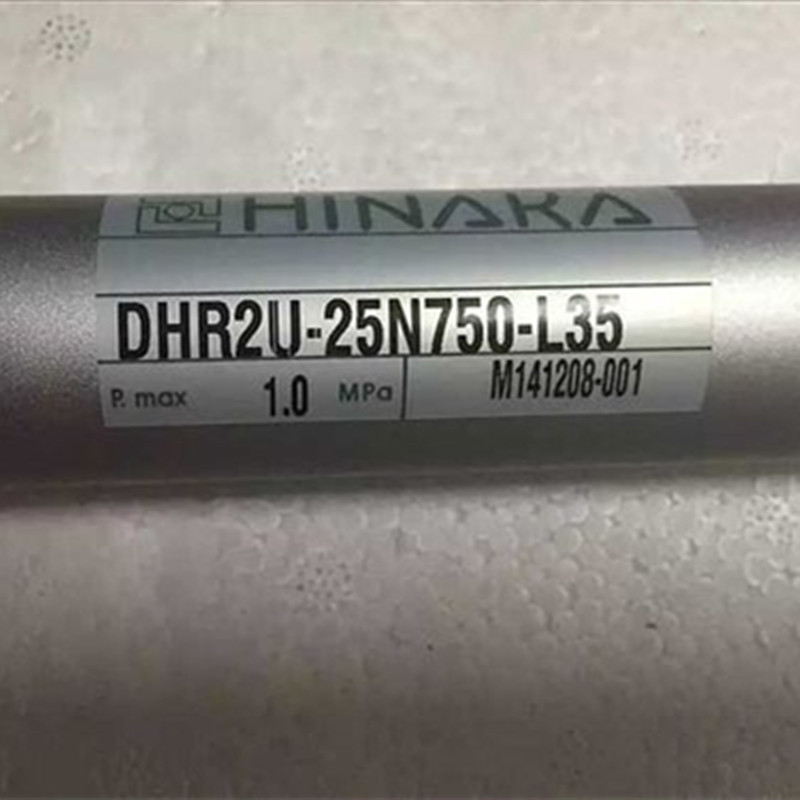 HINAKA
DHR2U-25N750-L35
P. max 1.0 MPa M141208-001